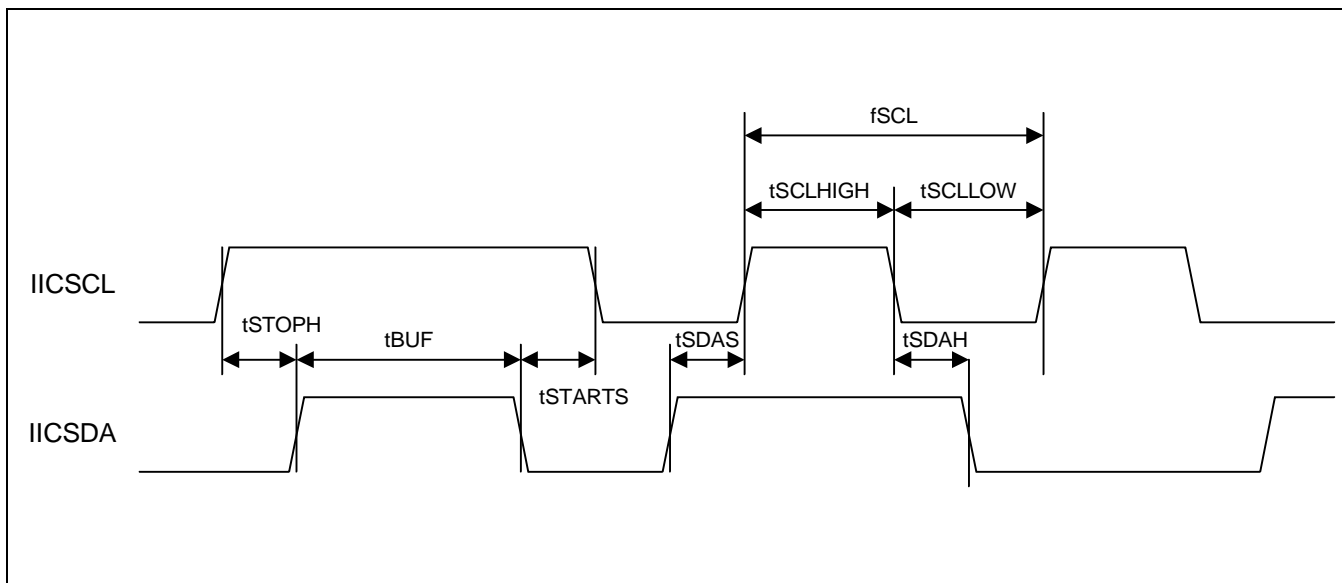 fSCL
tSCLHIGH
tSCLLOW
IICSCL
tSTOPH
tBUF
tSTARTS
tSDAS
tSDAH
IICSDA